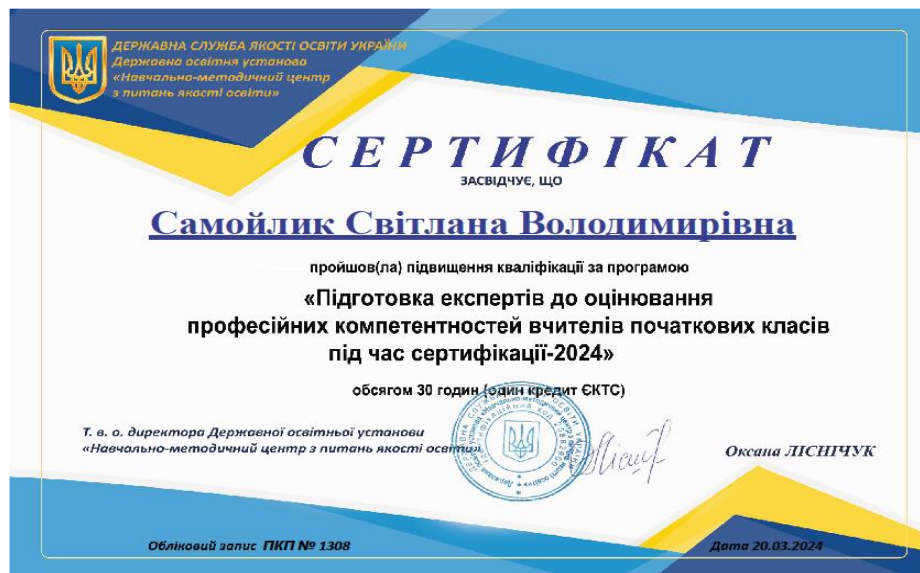 ДЕРЖАВНА СЛУЖБА ЯКОСТІ ОСВІТИ УКРАЇНИ
Державна освітня установа
«Навчально-методичний центр
з питань якості освіти»
СЕРТИФІКАТ
ЗАСВІДЧУЄ, ЩО
Самойлик Світлана Володимирівна
пройшов(ла) підвищення кваліфікації за програмою
«Підготовка експертів до оцінювання
професійних компетентностей вчителів початкових класів
під час сертифікації-2024»
обсягом 30 годин (один кредит ЄКТС)
Т. в. о. директора Державної освітньої установи
«Навчально-методичний центр з питань якості освіти»
Оксана ЛІСНІЧУК
Обліковий запис ПКП № 1308
Дата 20.03.2024